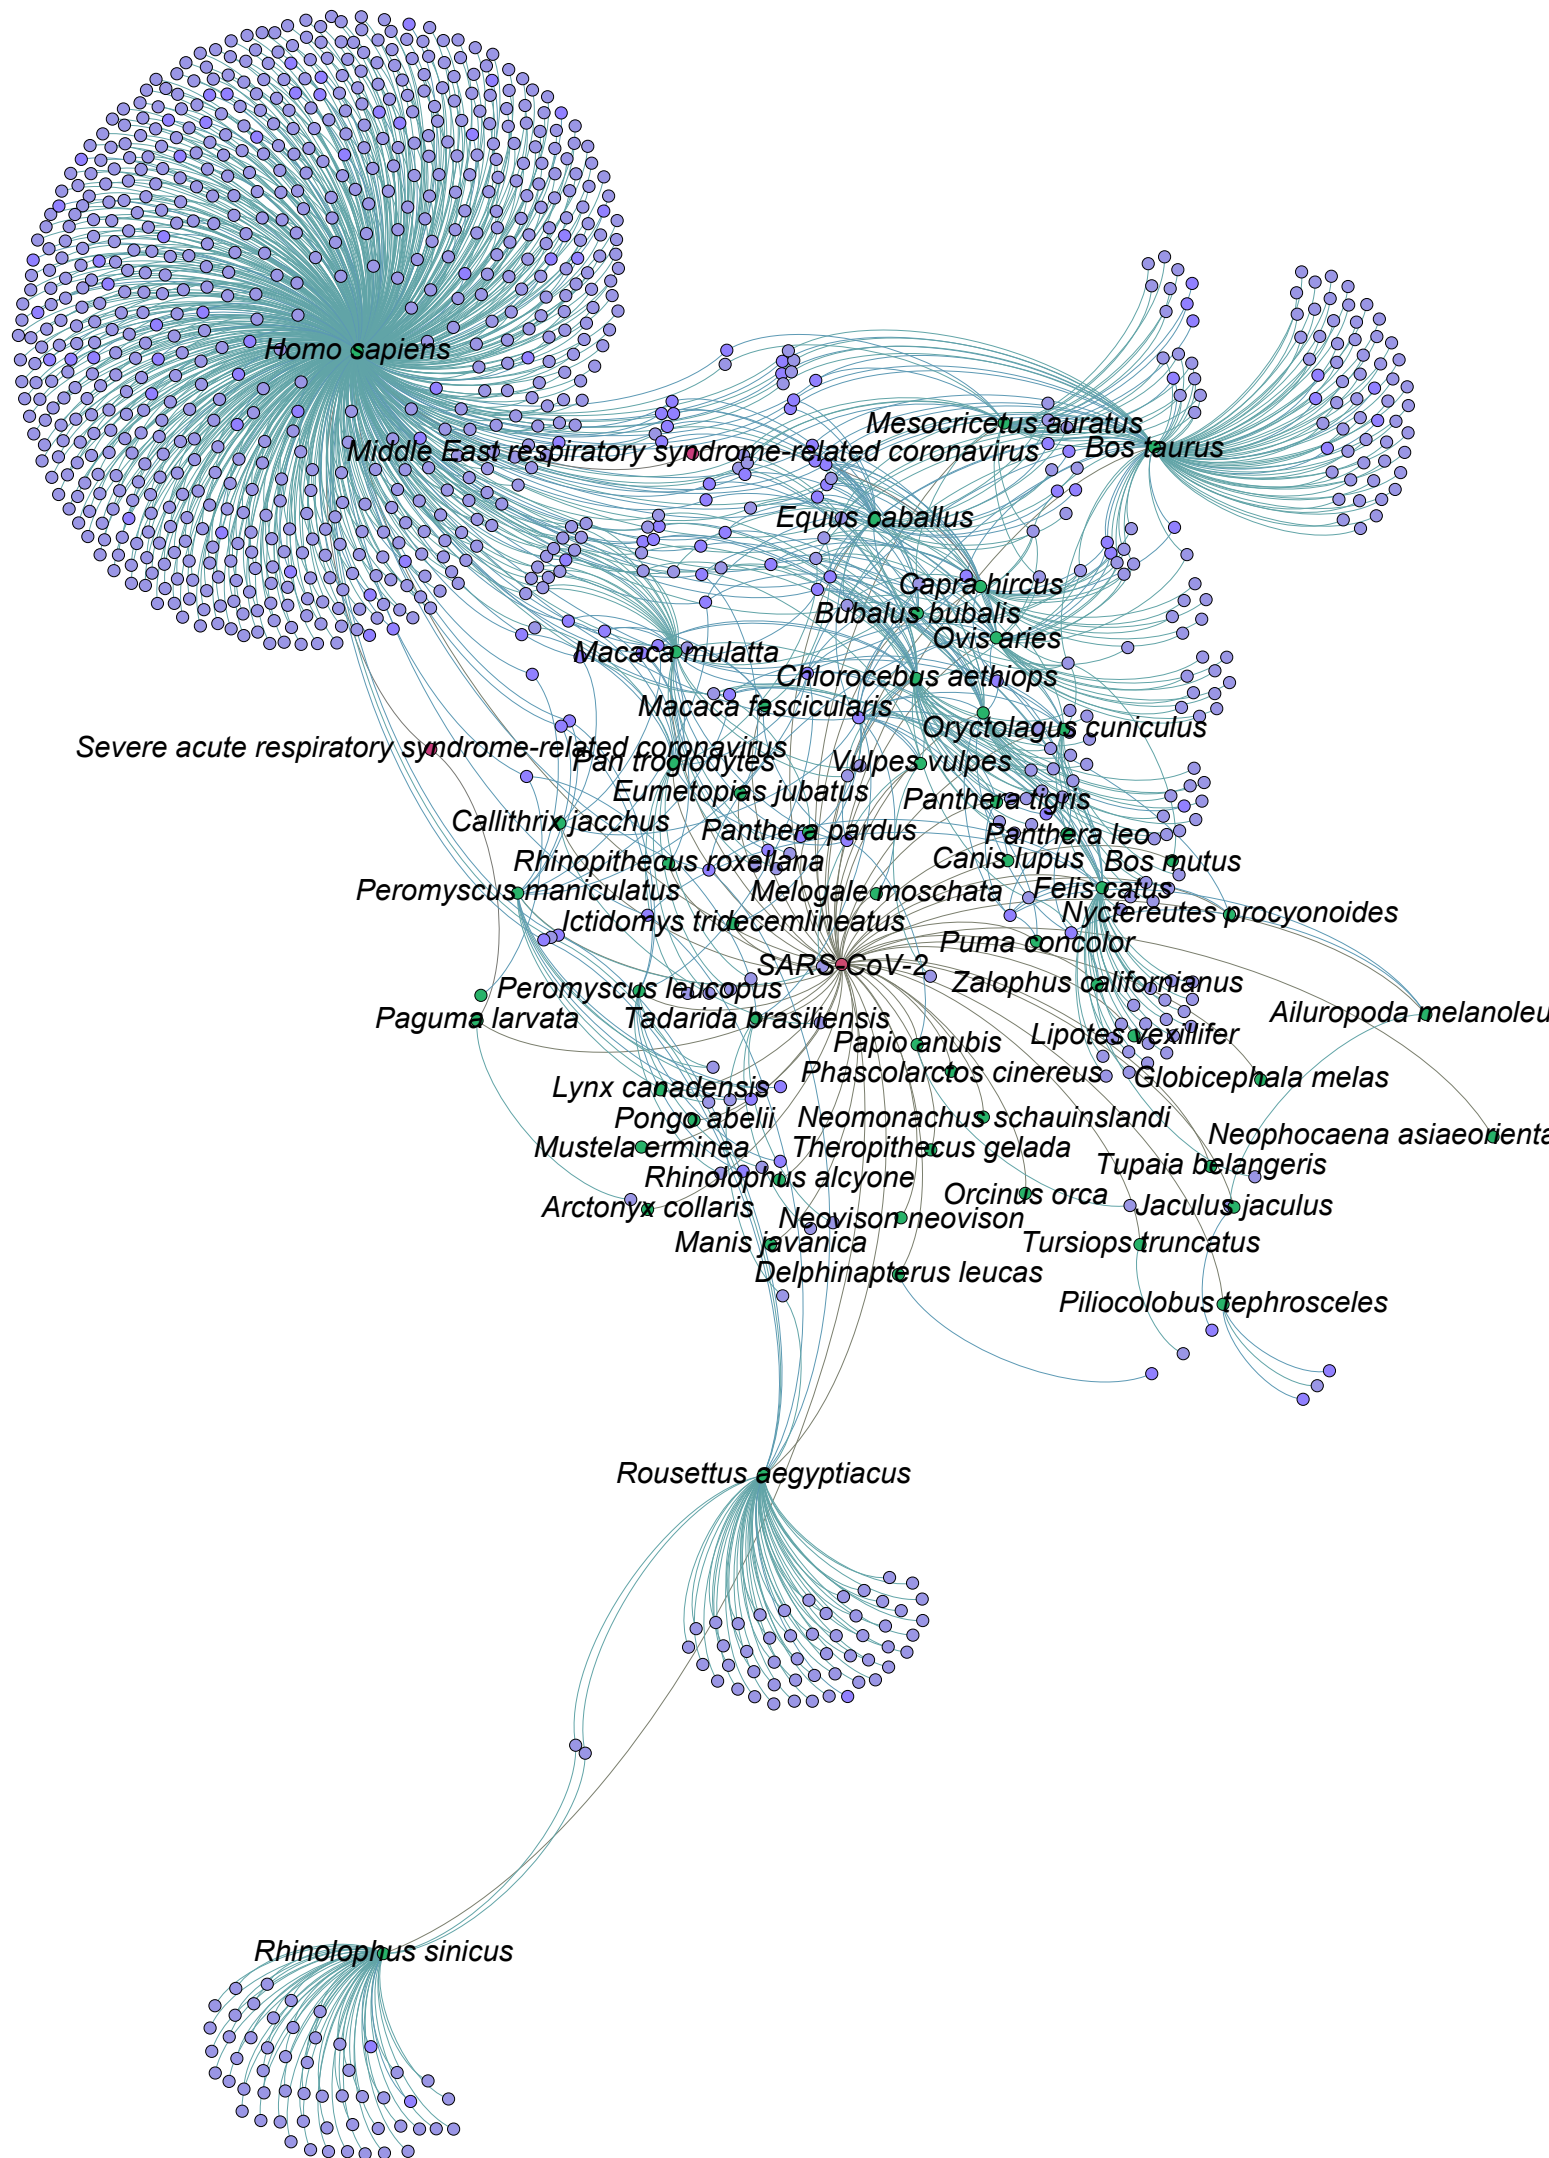 Homo sapiens
Mesocricetus auratus
Middle East respiratory syndrome-related coronavirus
Bos taurus
Equus caballus
Capra hircus
Bubalus bubalis
Ovis aries
Macaca mulatta
Chlorocebus aethiops
Macaca fascicularis
Oryctolagus cuniculus
Severe acute respiratory syndrome-related coronavirus
Pan troglodytes
Vulpes vulpes
Eumetopias jubatus
Panthera tigris
Callithrix jacchus
Panthera pardus
Panthera leo
Rhinopithecus roxellana
Canis lupus
Bos mutus
Peromyscus maniculatus
Melogale moschata
Felis catus
Ictidomys tridecemlineatus
Nyctereutes procyonoides
Puma concolor
SARS-CoV-2
Peromyscus leucopus
Zalophus californianus
Paguma larvata
Tadarida brasiliensis
Ailuropoda melanoleu
Papio anubis
Lipotes vexillifer
Lynx canadensis
Phascolarctos cinereus
Globicephala melas
Pongo abelii
Neomonachus schauinslandi
Mustela erminea
Theropithecus gelada
Neophocaena asiaeorienta
Rhinolophus alcyone
Tupaia belangeris
Arctonyx collaris
Orcinus orca
Jaculus jaculus
Neovison neovison
Manis javanica
Tursiops truncatus
Delphinapterus leucas
Piliocolobus tephrosceles
Rousettus aegyptiacus
Rhinolophus sinicus